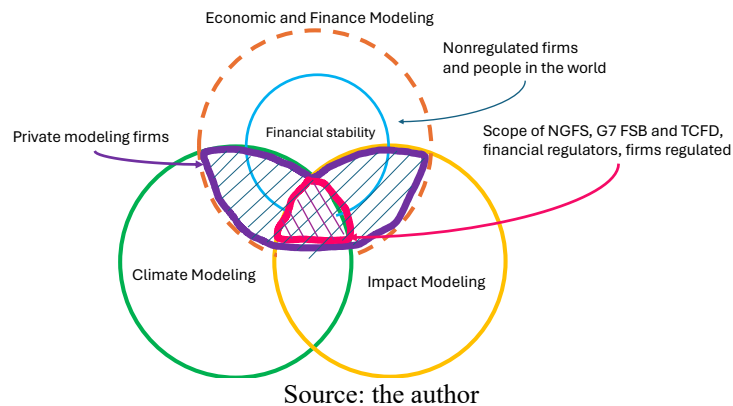 Economic and Finance Modeling
Nonregulated firms
and people in the world
Private modeling firms
Financial stability
Scope of NGFS, G7 FSB and TCFD,
financial regulators, firms regulated
Climate Modeling
Impact Modeling
Source: the author